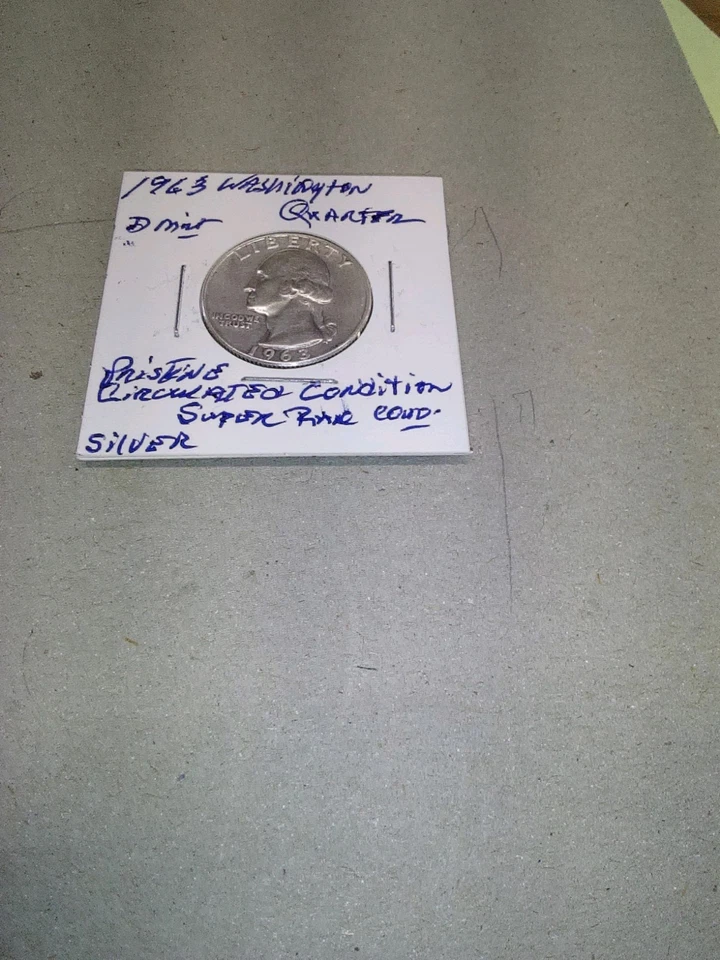 1963 Washington
Quarter
D mint
LIBERTY
IN GOD WE
TRUST
1963
Pristine
Circulated Condition
Super Rare COND.
SILVER